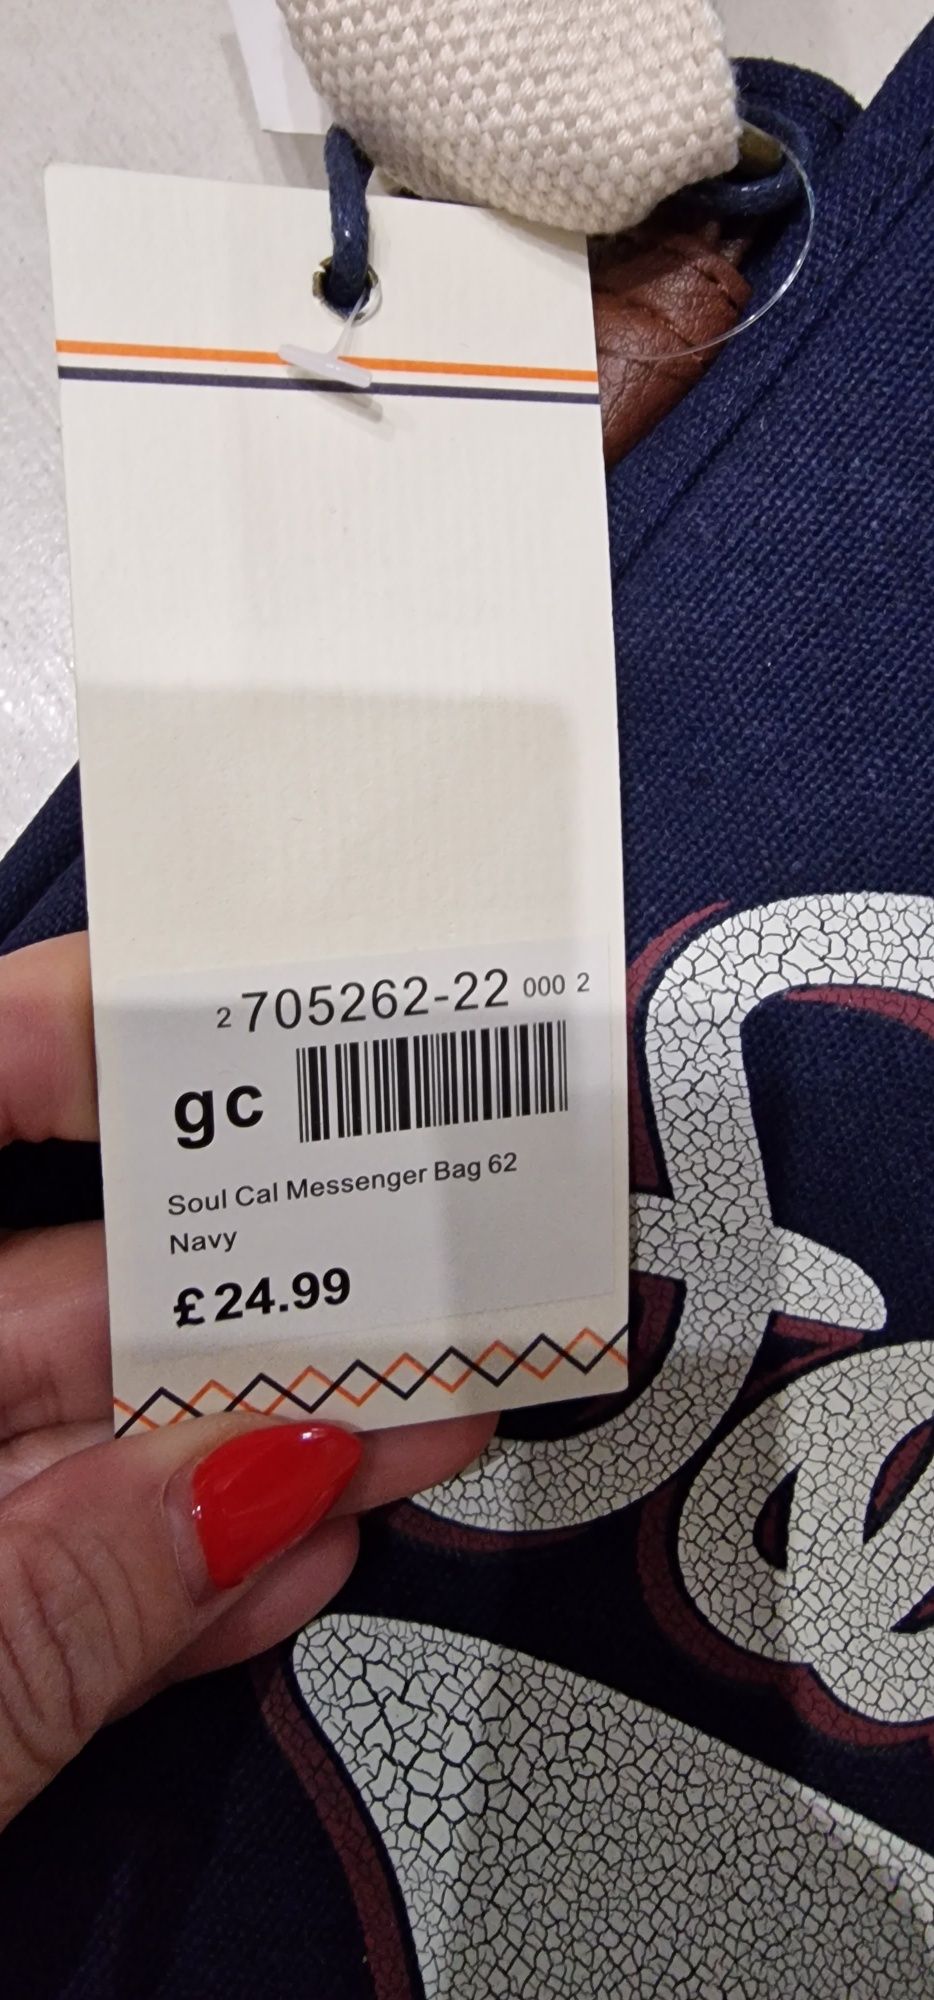 2 705262-22 000 2
gc
Soul Cal Messenger Bag 62
Navy
£24.99